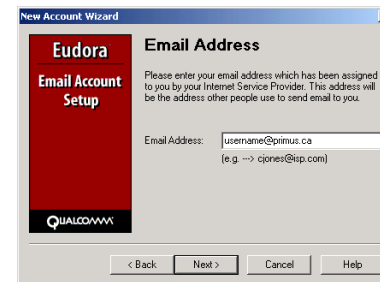 New Account Wizard
Eudora
Email Account
Setup
QUALCOMM
Email Address
Please enter your email address which has been assigned
to you by your Internet Service Provider. This address will
be the address other people use to send email to you.
Email Address:
username@primus.ca
(e.g. ---> cjones@isp.com)
< Back
Next >
Cancel
Help